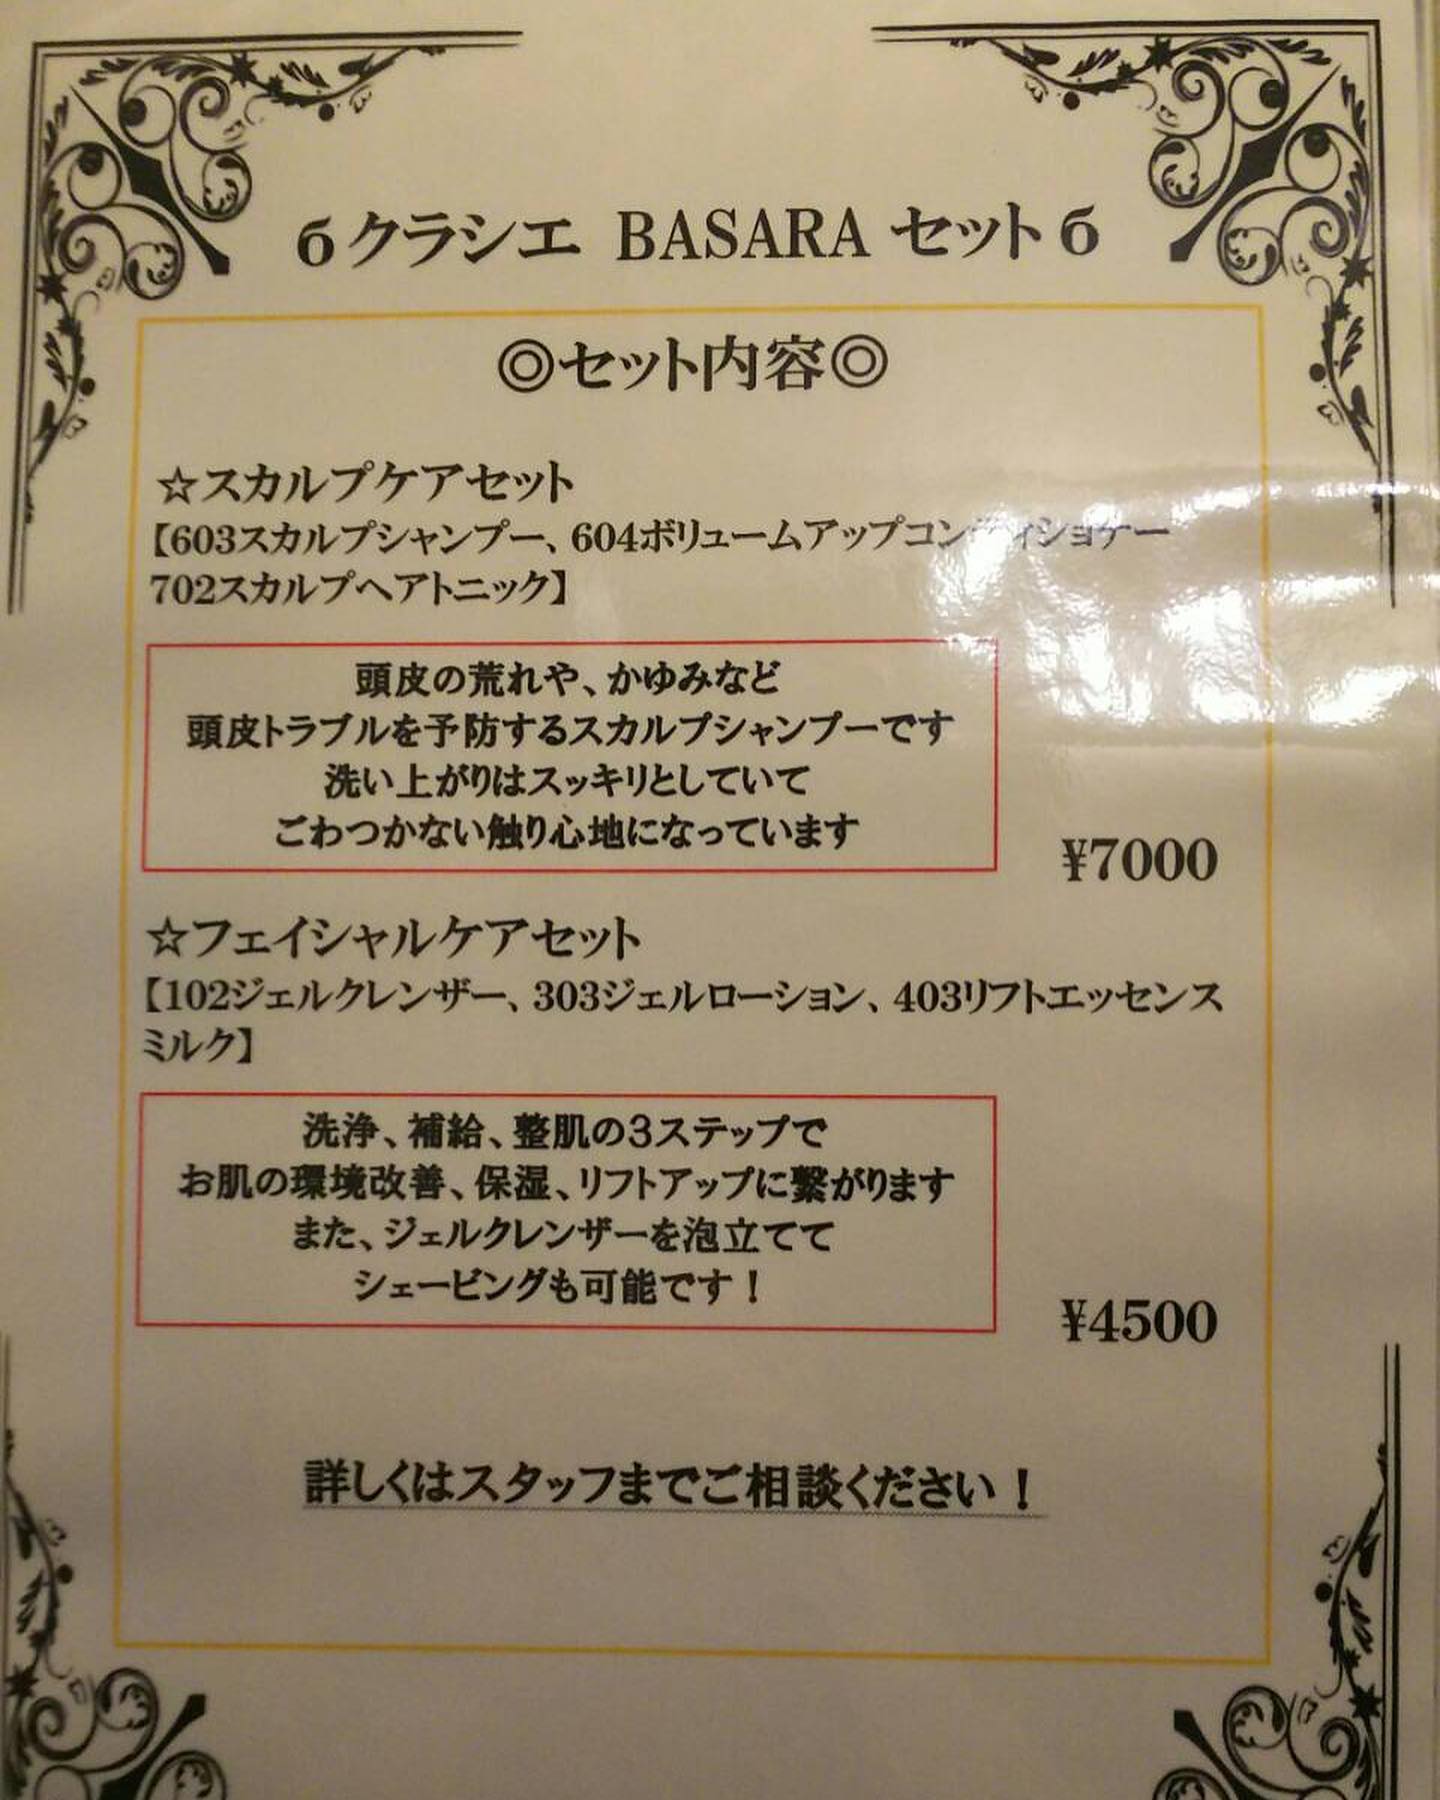 6クラシエ BASARA セット6
◎セット内容◎
☆スカルプケアセット
【603スカルプシャンプー、604ボリュームアップコンディショナー
702スカルプヘアトニック】
頭皮の荒れや、かゆみなど
頭皮トラブルを予防するスカルプシャンプーです
洗い上がりはスッキリとしていて
ごわつかない触り心地になっています
¥7000
☆フェイシャルケアセット
【102ジェルクレンザー、303ジェルローション、403リフトエッセンス
ミルク】
洗浄、補給、整肌の3ステップで
お肌の環境改善、保湿、リフトアップに繋がります
また、ジェルクレンザーを泡立てて
シェービングも可能です！
¥4500
詳しくはスタッフまでご相談ください！